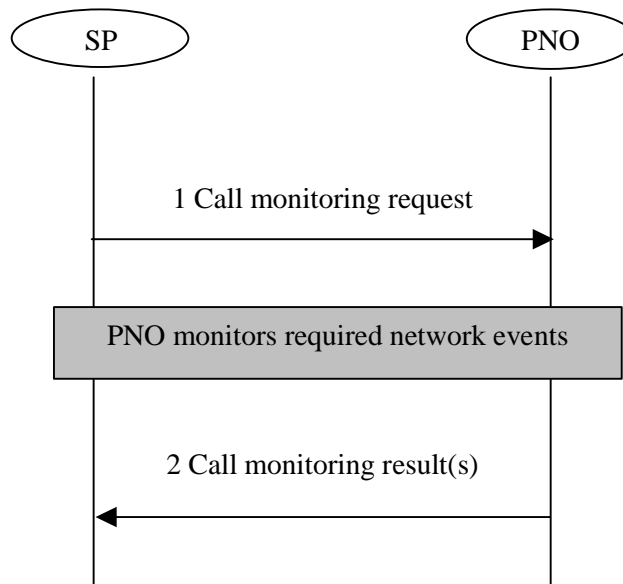 SP
PNO
1 Call monitoring request
PNO monitors required network events
2 Call monitoring result(s)